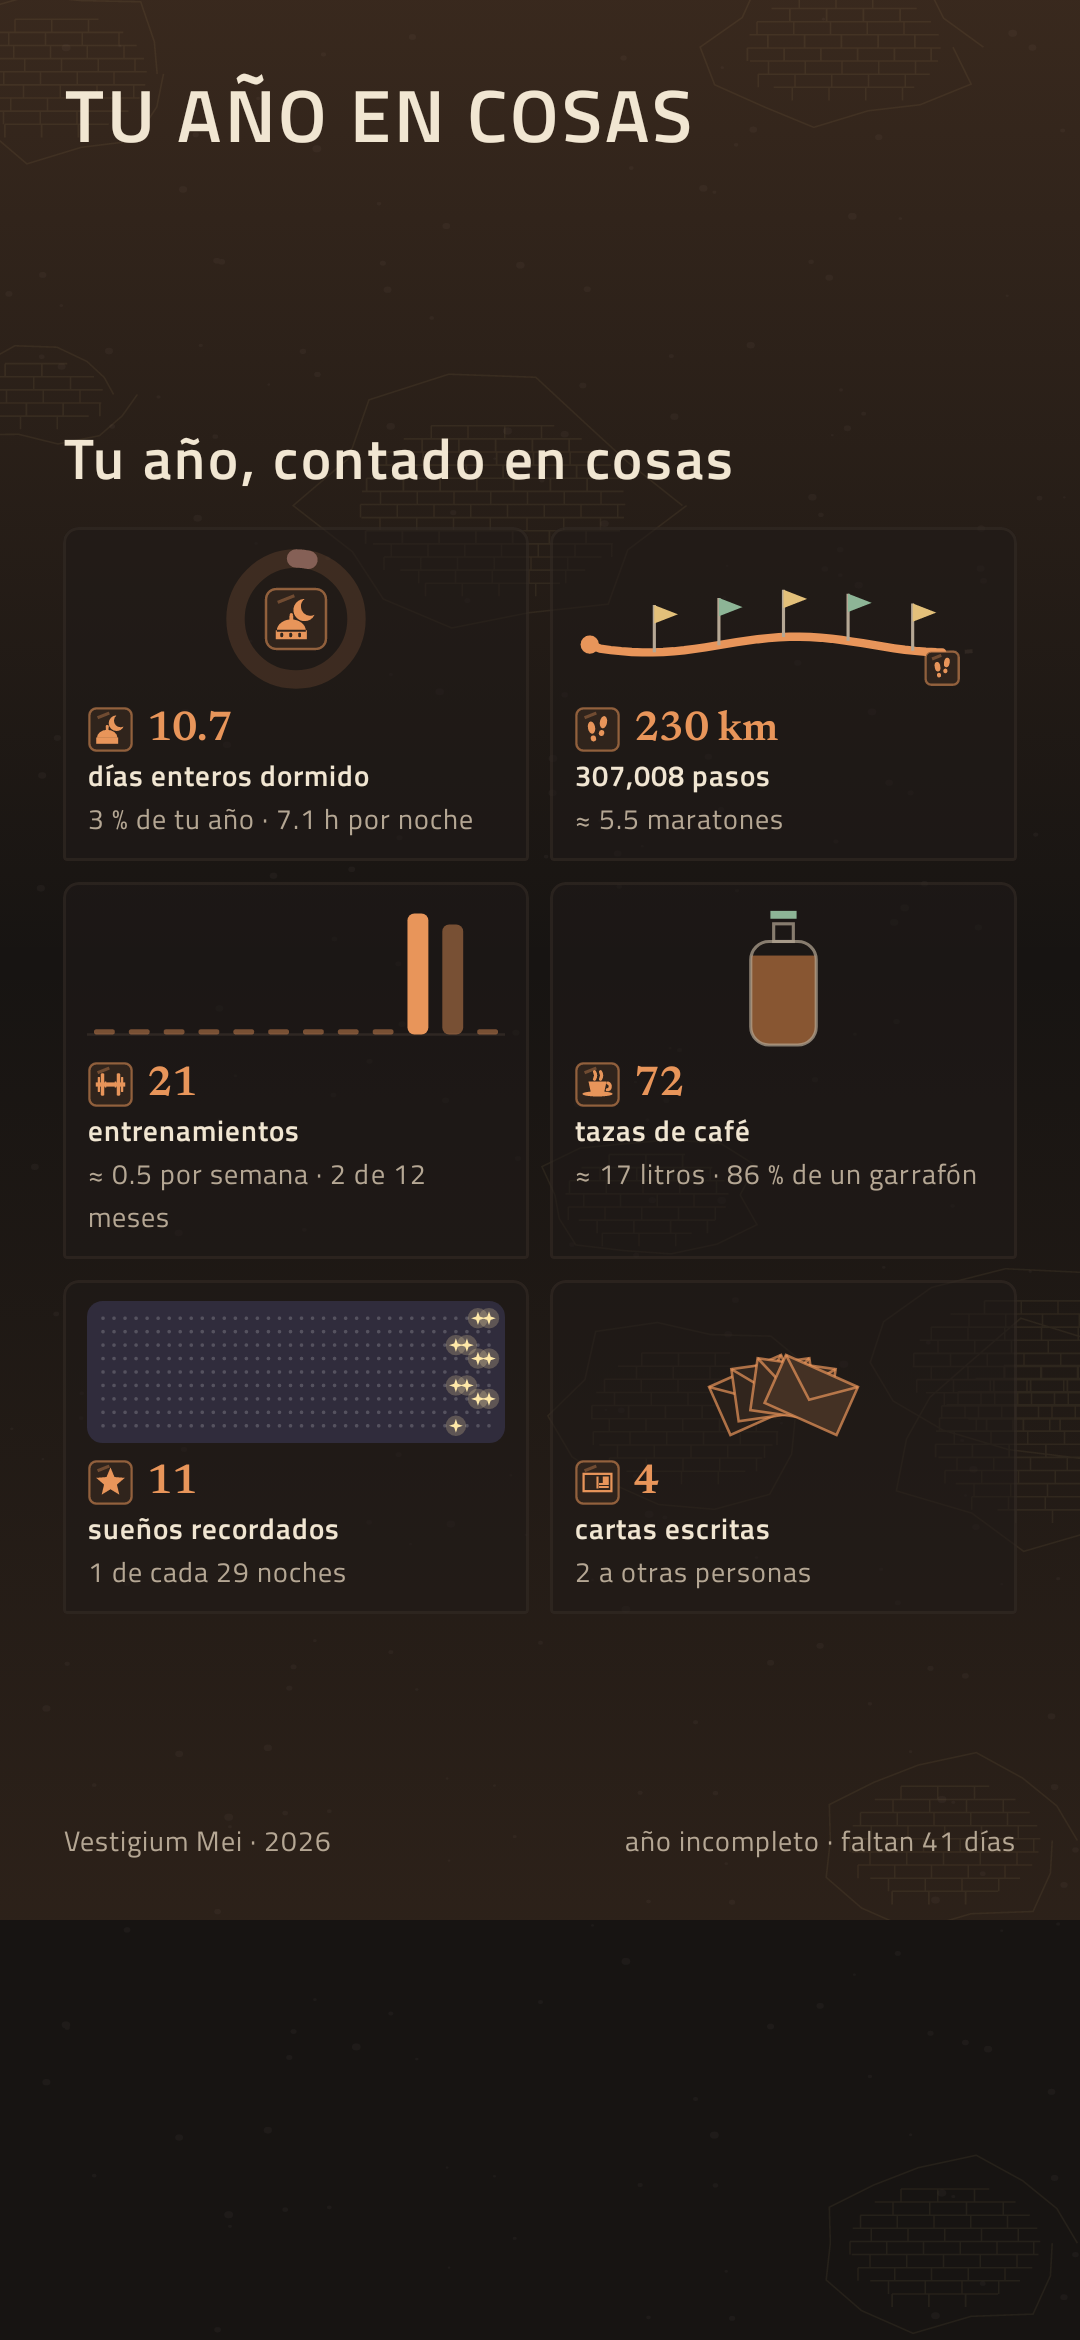 TU AÑO EN COSAS
Tu año, contado en cosas
10.7
días enteros dormido
3 % de tu año · 7.1 h por noche
230 km
307,008 pasos
≈ 5.5 maratones
21
entrenamientos
≈ 0.5 por semana · 2 de 12
meses
72
tazas de café
≈ 17 litros · 86 % de un garrafón
11
sueños recordados
1 de cada 29 noches
4
cartas escritas
2 a otras personas
Vestigium Mei · 2026
año incompleto · faltan 41 días